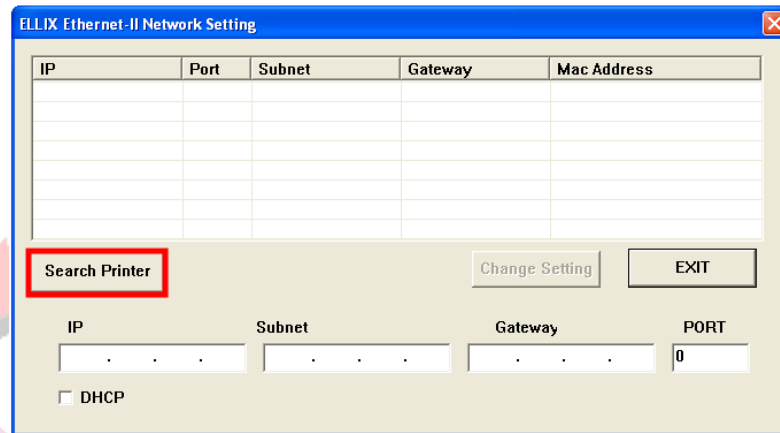 ELLIX Ethernet-II Network Setting
IP Port Subnet Gateway Mac Address
Search Printer Change Setting EXIT
IP Subnet Gateway PORT
. . . . . . . . . 0
DHCP